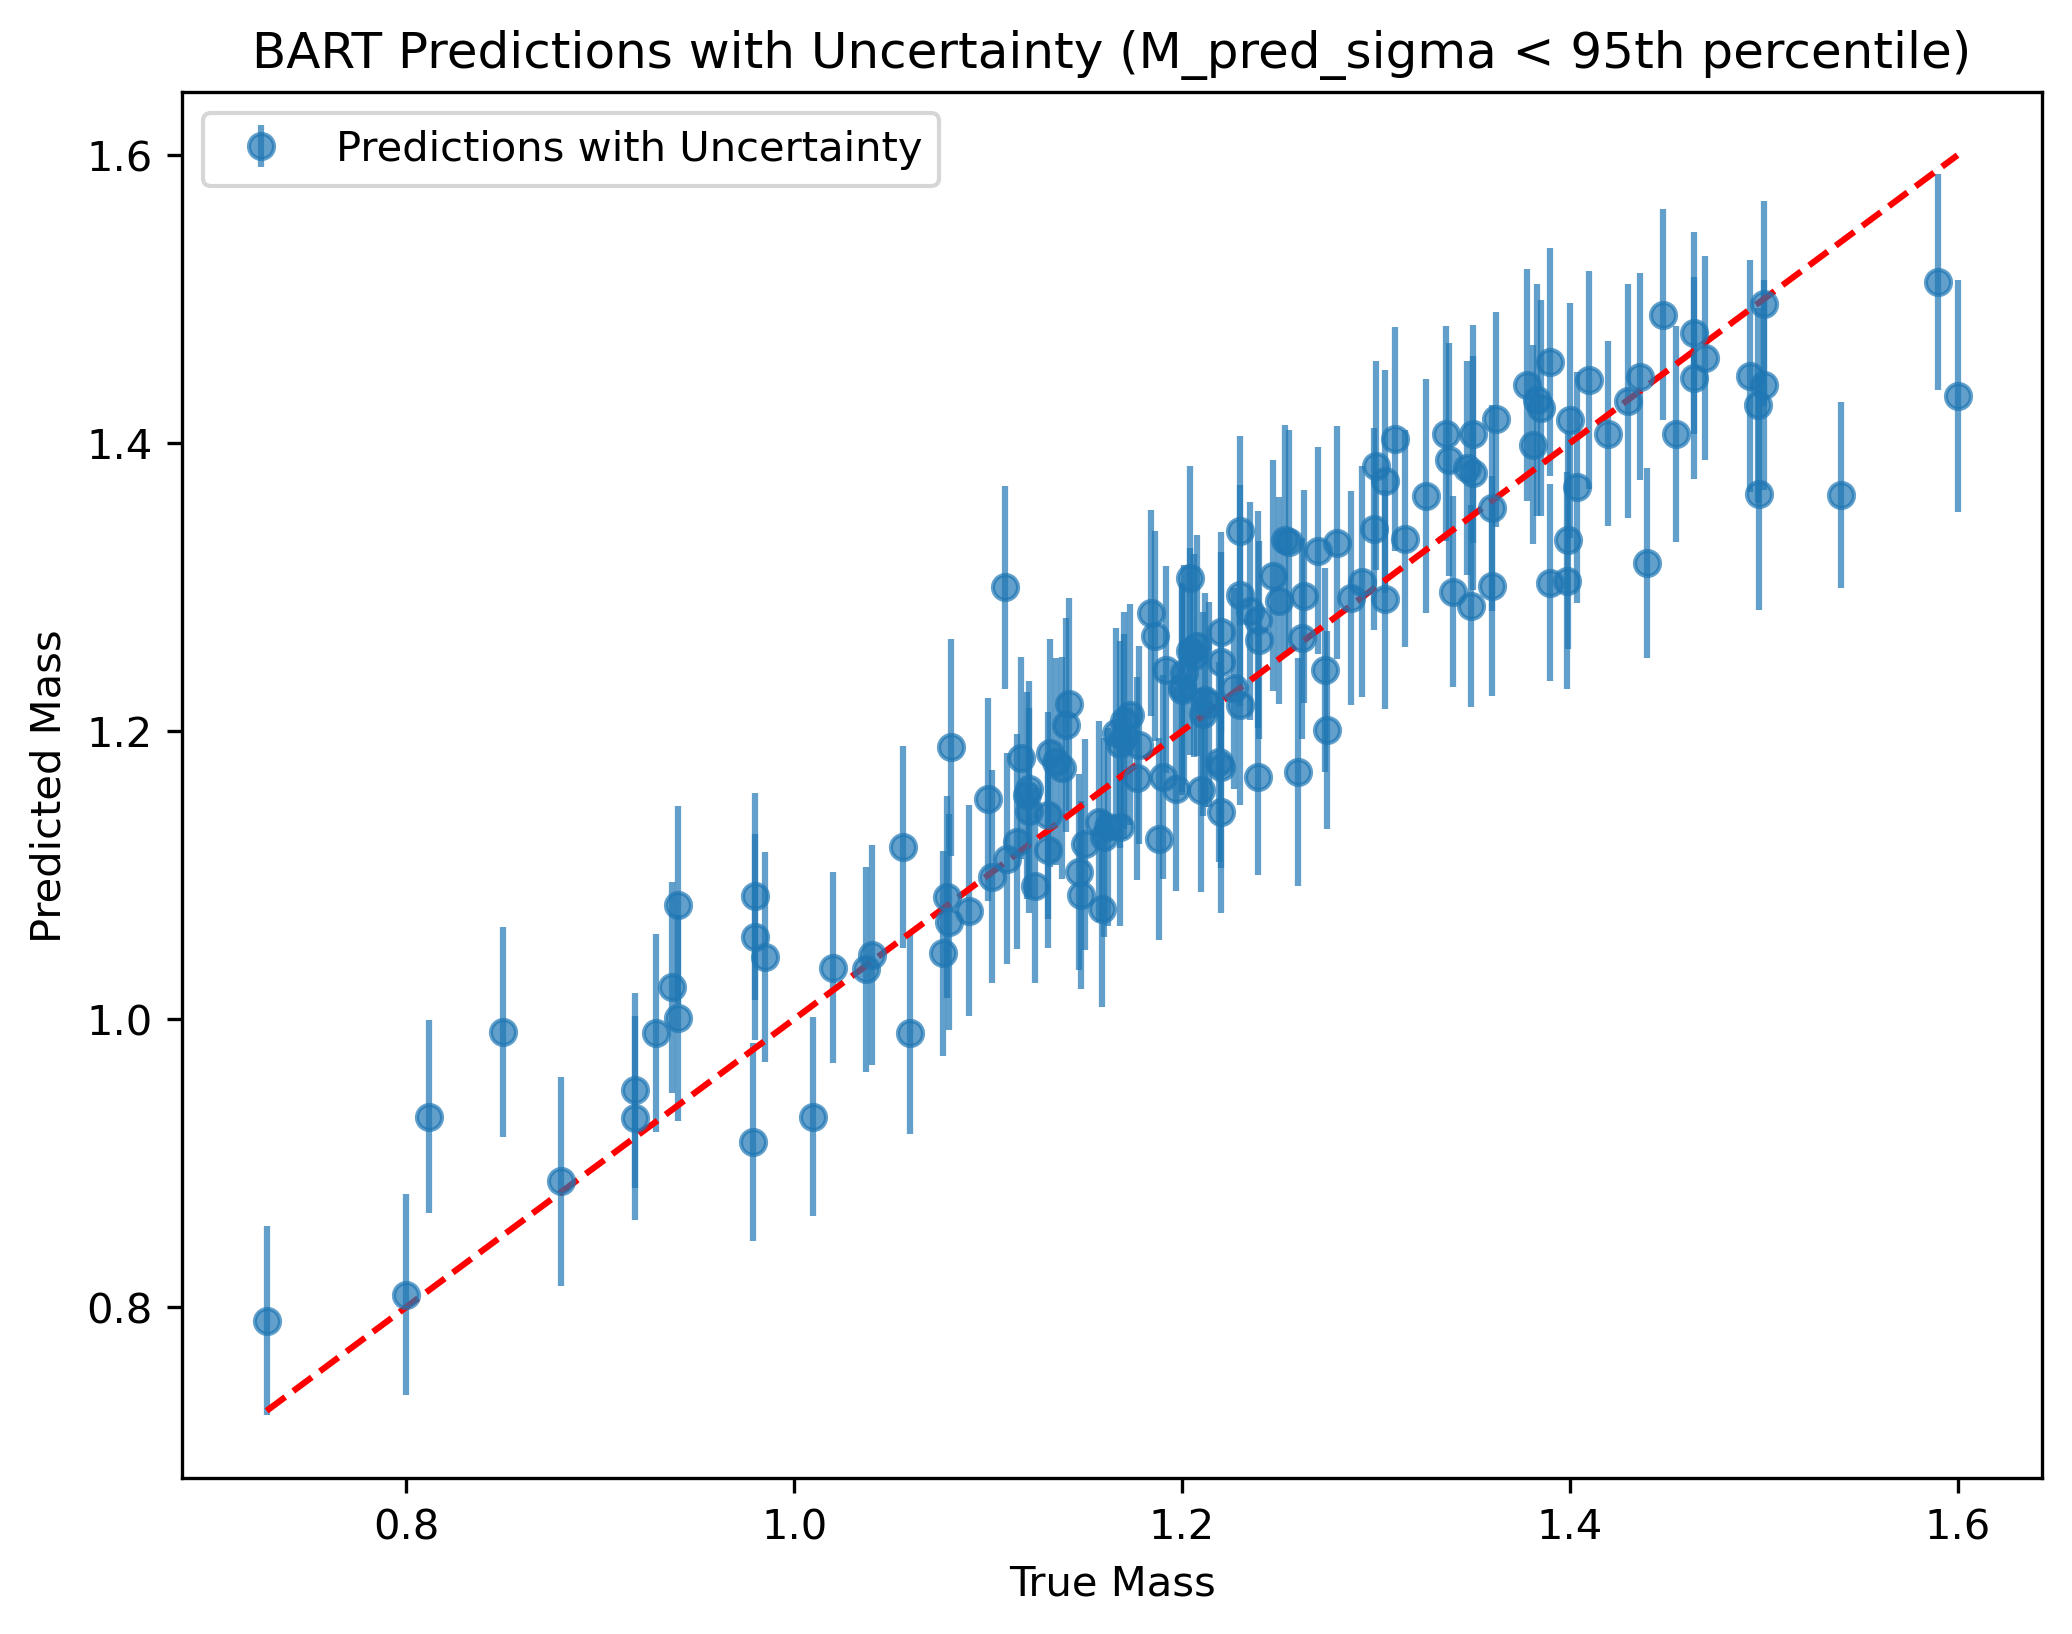 BART Predictions with Uncertainty (M_pred_sigma < 95th percentile)
Predictions with Uncertainty
1.6
1.4
1.2
1.0
0.8
Predicted Mass
0.8 1.0 1.2 1.4 1.6
True Mass